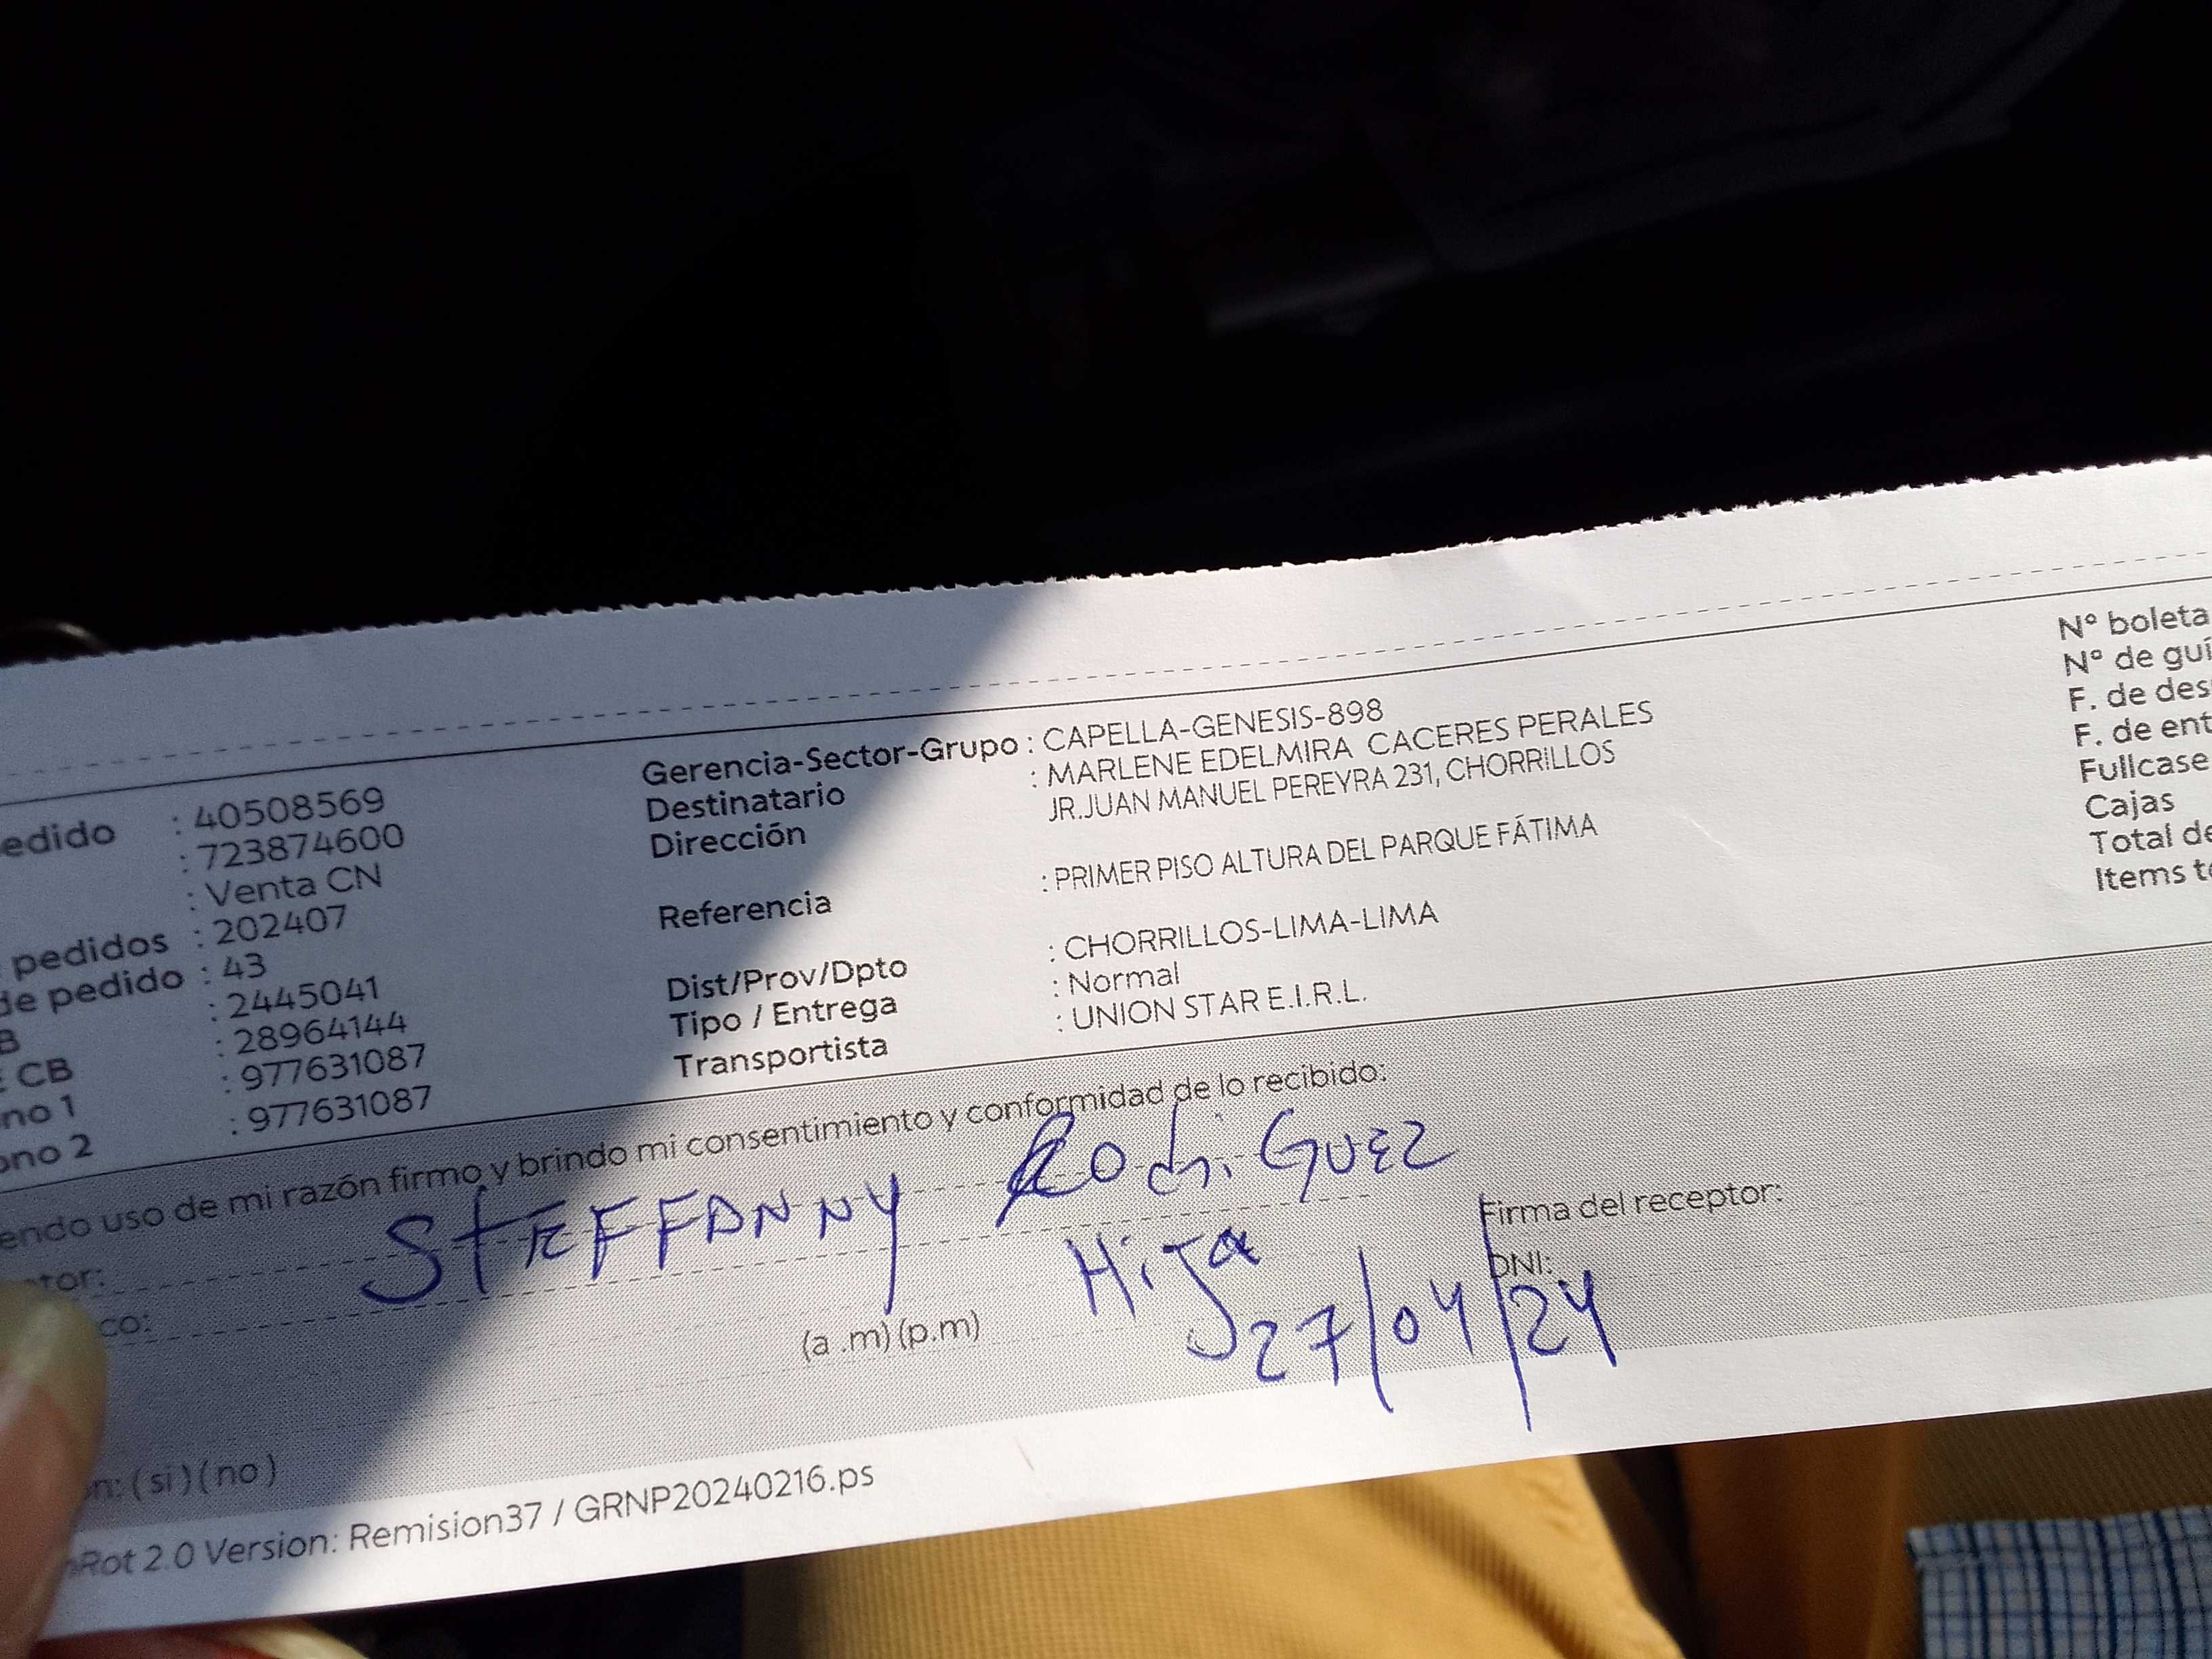 edido : 40508569
: 723874600
: Venta CN
pedidos : 202407
de pedido : 43
B : 2445041
CB : 28964144
no 1 : 977631087
ono 2 : 977631087
Gerencia-Sector-Grupo : CAPELLA-GENESIS-898
Destinatario : MARLENE EDELMIRA CACERES PERALES
Dirección JR.JUAN MANUEL PEREYRA 231, CHORRILLOS
Referencia : PRIMER PISO ALTURA DEL PARQUE FÁTIMA
Dist/Prov/Dpto : CHORRILLOS-LIMA-LIMA
Tipo / Entrega : Normal
Transportista : UNION STAR E.I.R.L.
N° boleta
N° de guí
F. de des
F. de ent
Fullcase
Cajas
Total de
Items t
endo uso de mi razón firmo y brindo mi consentimiento y conformidad de lo recibido:
tor: STEFFANNY RodriGUEZ
co: HiJa
Firma del receptor:
DNI:
(a .m) (p.m) 27/04/24
n: (si) (no)
Rot 2.0 Version: Remision37 / GRNP20240216.ps